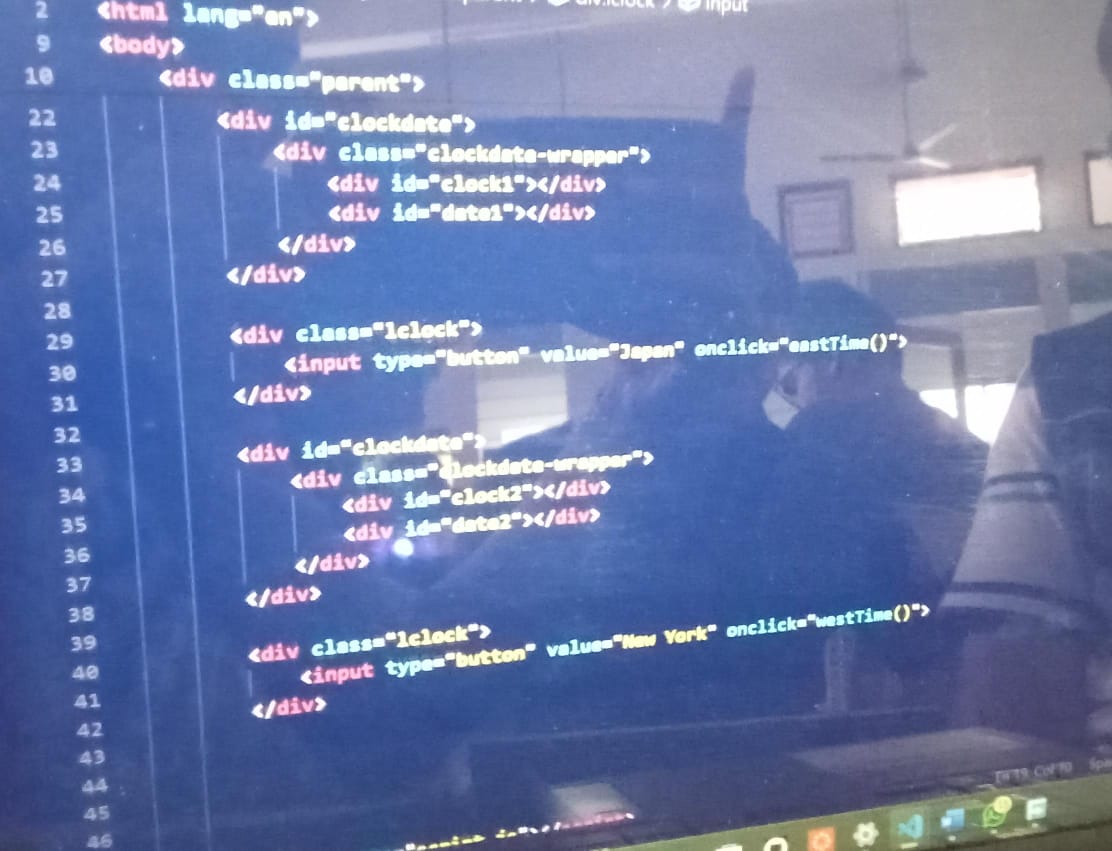 div.lclock > input
2 <html lang="en">
9 <body>
10 <div class="parent">
22 <div id="clockdate">
23 <div class="clockdate-wrapper">
24 <div id="clock1"></div>
25 <div id="date1"></div>
26 </div>
27 </div>
28
29 <div class="lclock">
30 <input type="button" value="Japan" onclick="eastTime()">
31 </div>
32
33 <div id="clockdate">
34 <div class="clockdate-wrapper">
35 <div id="clock2"></div>
36 <div id="date2"></div>
37 </div>
38 </div>
39 <div class="lclock">
40 <input type="button" value="New York" onclick="westTime()">
41 </div>
42
43
44
45
46
Ln 19, Col 10